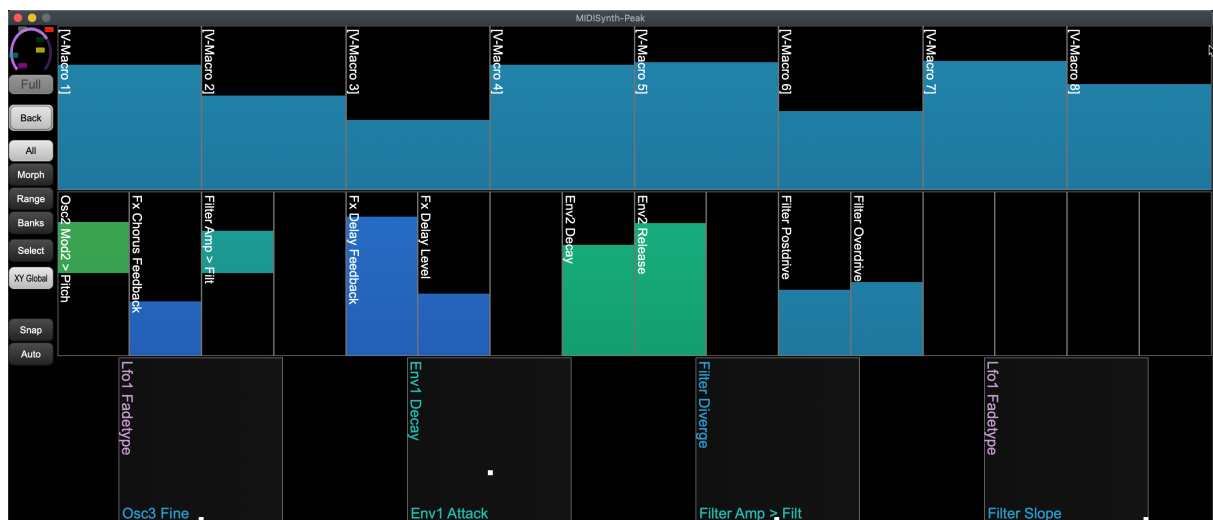 MIDISynth-Peak
Full
Back
All
Morph
Range
Banks
Select
XY Global
Snap
Auto
[V-Macro 1]
[V-Macro 2]
[V-Macro 3]
[V-Macro 4]
[V-Macro 5]
[V-Macro 6]
[V-Macro 7]
[V-Macro 8]
Osc2 Mod2 > Pitch
Fx Chorus Feedback
Filter Amp > Filt
Fx Delay Feedback
Fx Delay Level
Env2 Decay
Env2 Release
Filter Postdrive
Filter Overdrive
Lfo1 Fadetype
Osc3 Fine
Env1 Decay
Env1 Attack
Filter Diverge
Filter Amp > Filt
Lfo1 Fadetype
Filter Slope